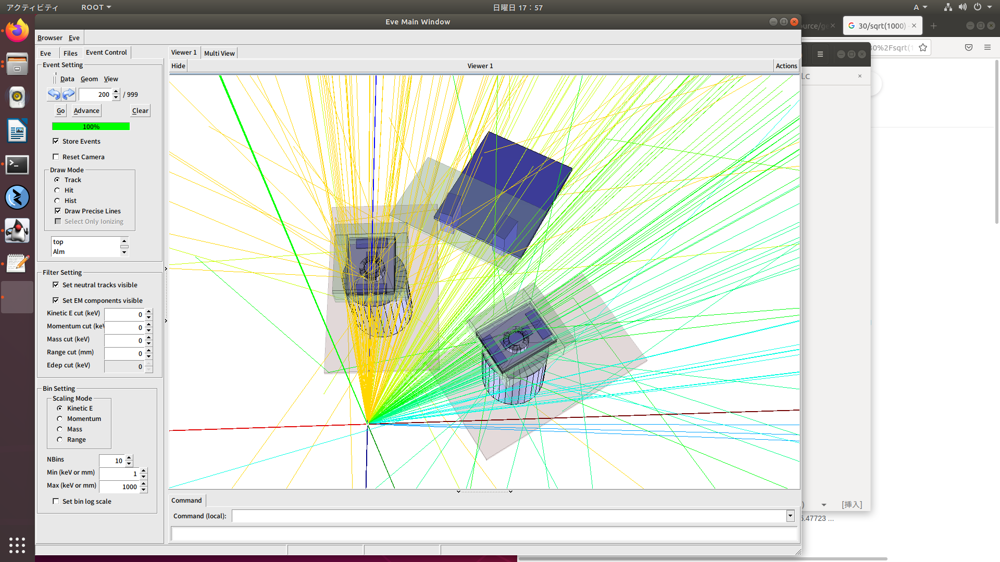 アクティビティ
ROOT
日曜日 17：57
A
Eve Main Window
30/sqrt(1000)
Browser Eve
Eve Files Event Control
Viewer 1 Multi View
Hide
Viewer 1
Actions
Event Setting
Data Geom View
200 / 999
Go Advance Clear
100%
Store Events
Reset Camera
Draw Mode
Track
Hit
Hist
Draw Precise Lines
Select Only Ionizing
top
Alm
Filter Setting
Set neutral tracks visible
Set EM components visible
Kinetic E cut (keV) 0
Momentum cut (keV 0
Mass cut (keV) 0
Range cut (mm) 0
Edep cut (keV) 0
Bin Setting
Scaling Mode
Kinetic E
Momentum
Mass
Range
NBins 10
Min (keV or mm) 1
Max (keV or mm) 1000
Set bin log scale
Command
Command (local):
[挿入]
5.47723 ...